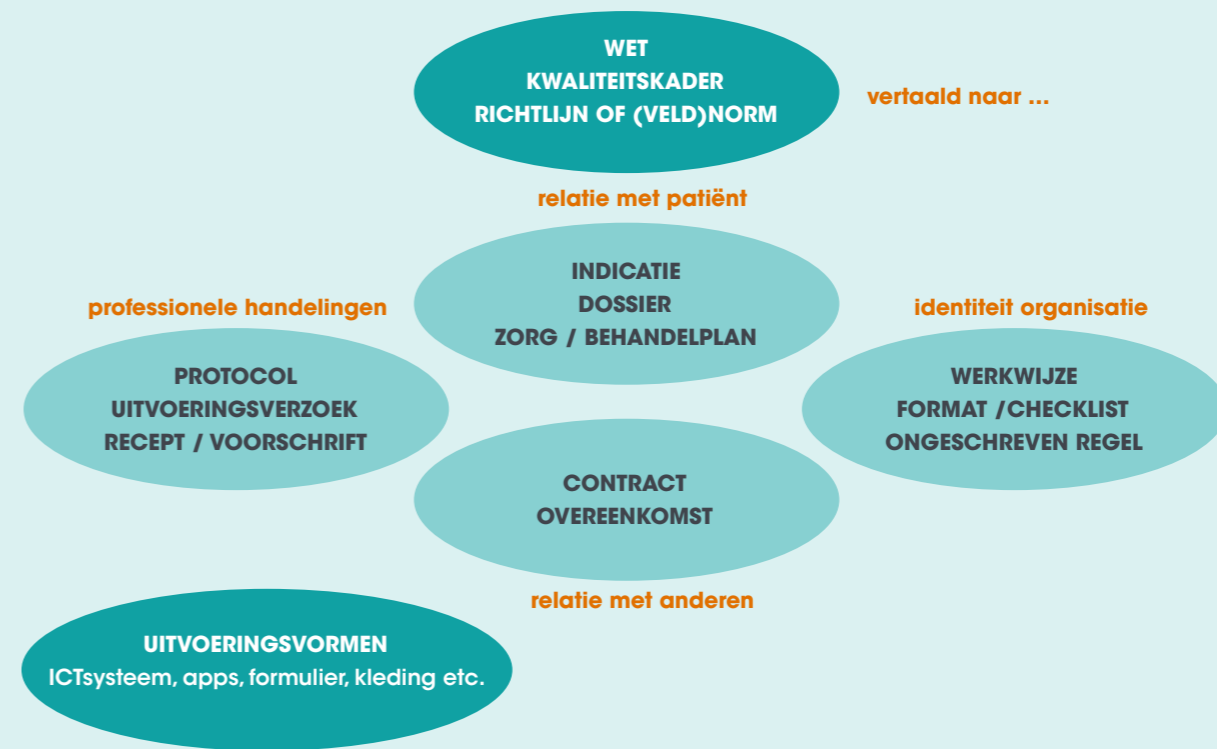 WET
KWALITEITSKADER
RICHTLIJN OF (VELD)NORM
vertaald naar ...
relatie met patiënt
INDICATIE
DOSSIER
ZORG / BEHANDELPLAN
professionele handelingen
PROTOCOL
UITVOERINGSVERZOEK
RECEPT / VOORSCHRIFT
identiteit organisatie
WERKWIJZE
FORMAT /CHECKLIST
ONGESCHREVEN REGEL
CONTRACT
OVEREENKOMST
relatie met anderen
UITVOERINGSVORMEN
ICTsysteem, apps, formulier, kleding etc.